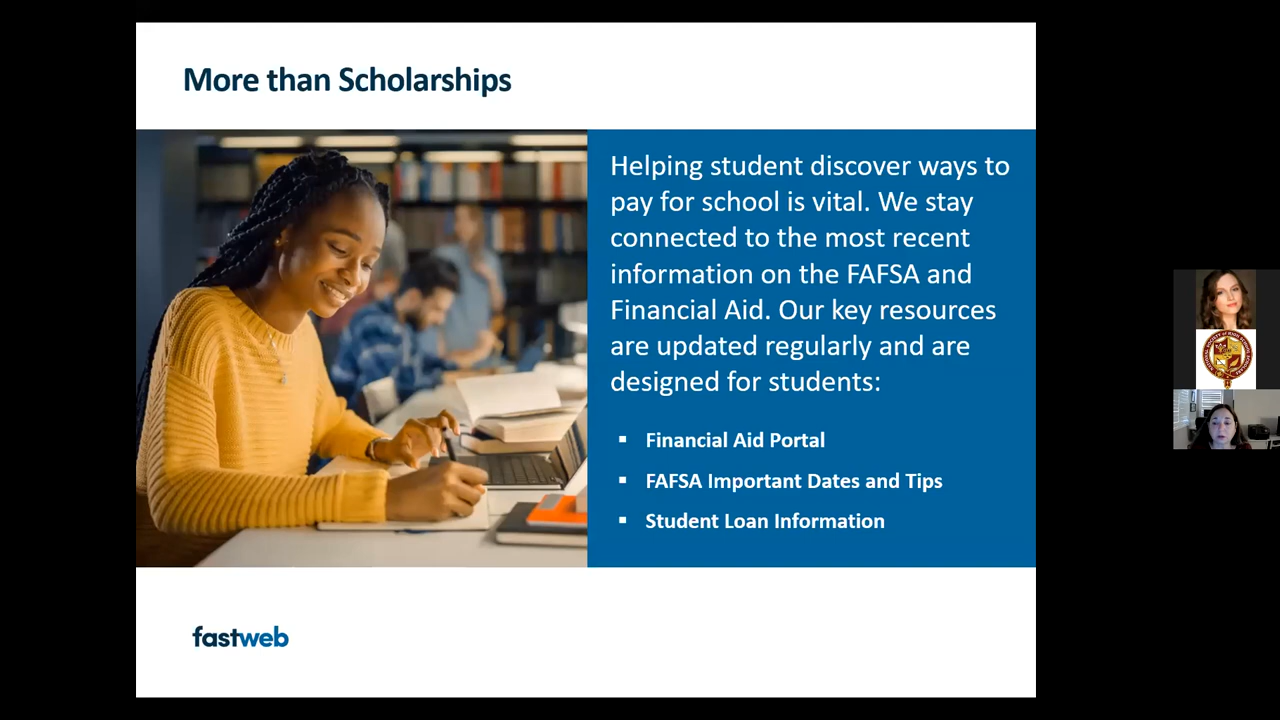 More than Scholarships
Helping student discover ways to
pay for school is vital. We stay
connected to the most recent
information on the FAFSA and
Financial Aid. Our key resources
are updated regularly and are
designed for students:
▪ Financial Aid Portal
▪ FAFSA Important Dates and Tips
▪ Student Loan Information
fastweb